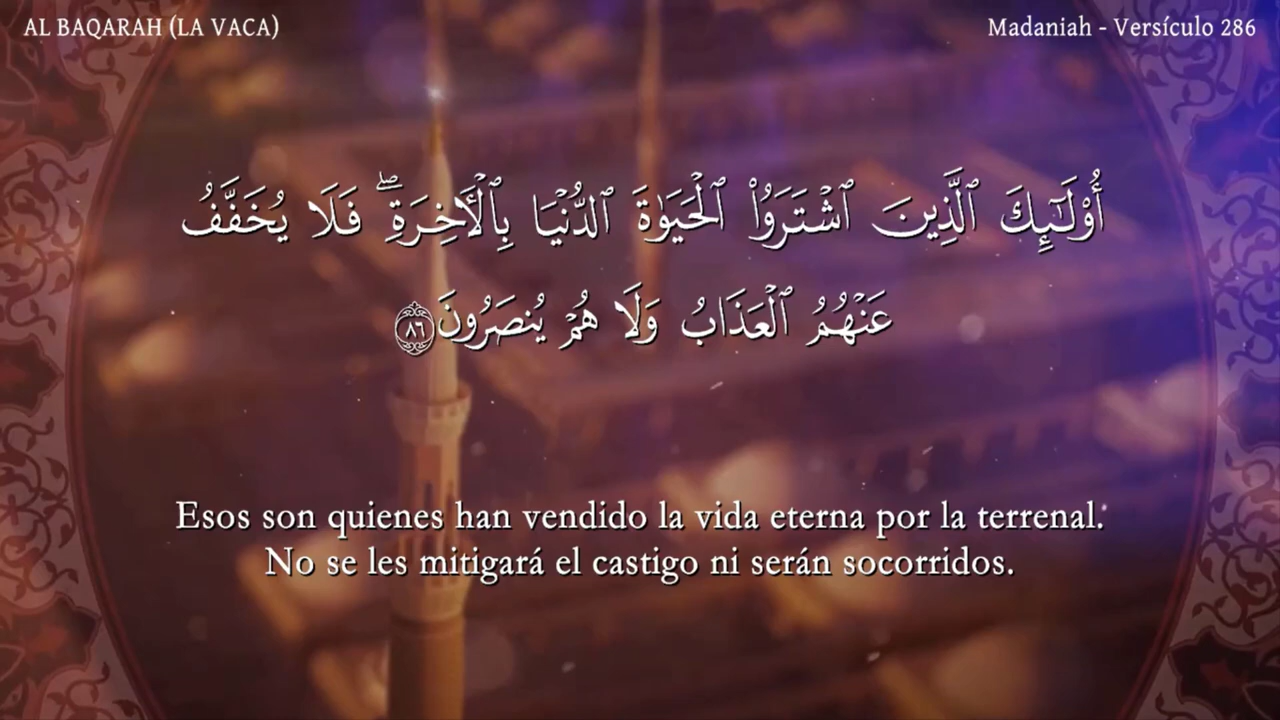 AL BAQARAH (LA VACA)
Madaniah - Versículo 286
أُو۟لَـٰٓئِكَ ٱلَّذِينَ ٱشْتَرَوُا۟ ٱلْحَيَوٰةَ ٱلدُّنْيَا بِٱلْـَٔاخِرَةِ ۖ فَلَا يُخَفَّفُ
عَنْهُمُ ٱلْعَذَابُ وَلَا هُمْ يُنصَرُونَ ٨٦
Esos son quienes han vendido la vida eterna por la terrenal.
No se les mitigará el castigo ni serán socorridos.